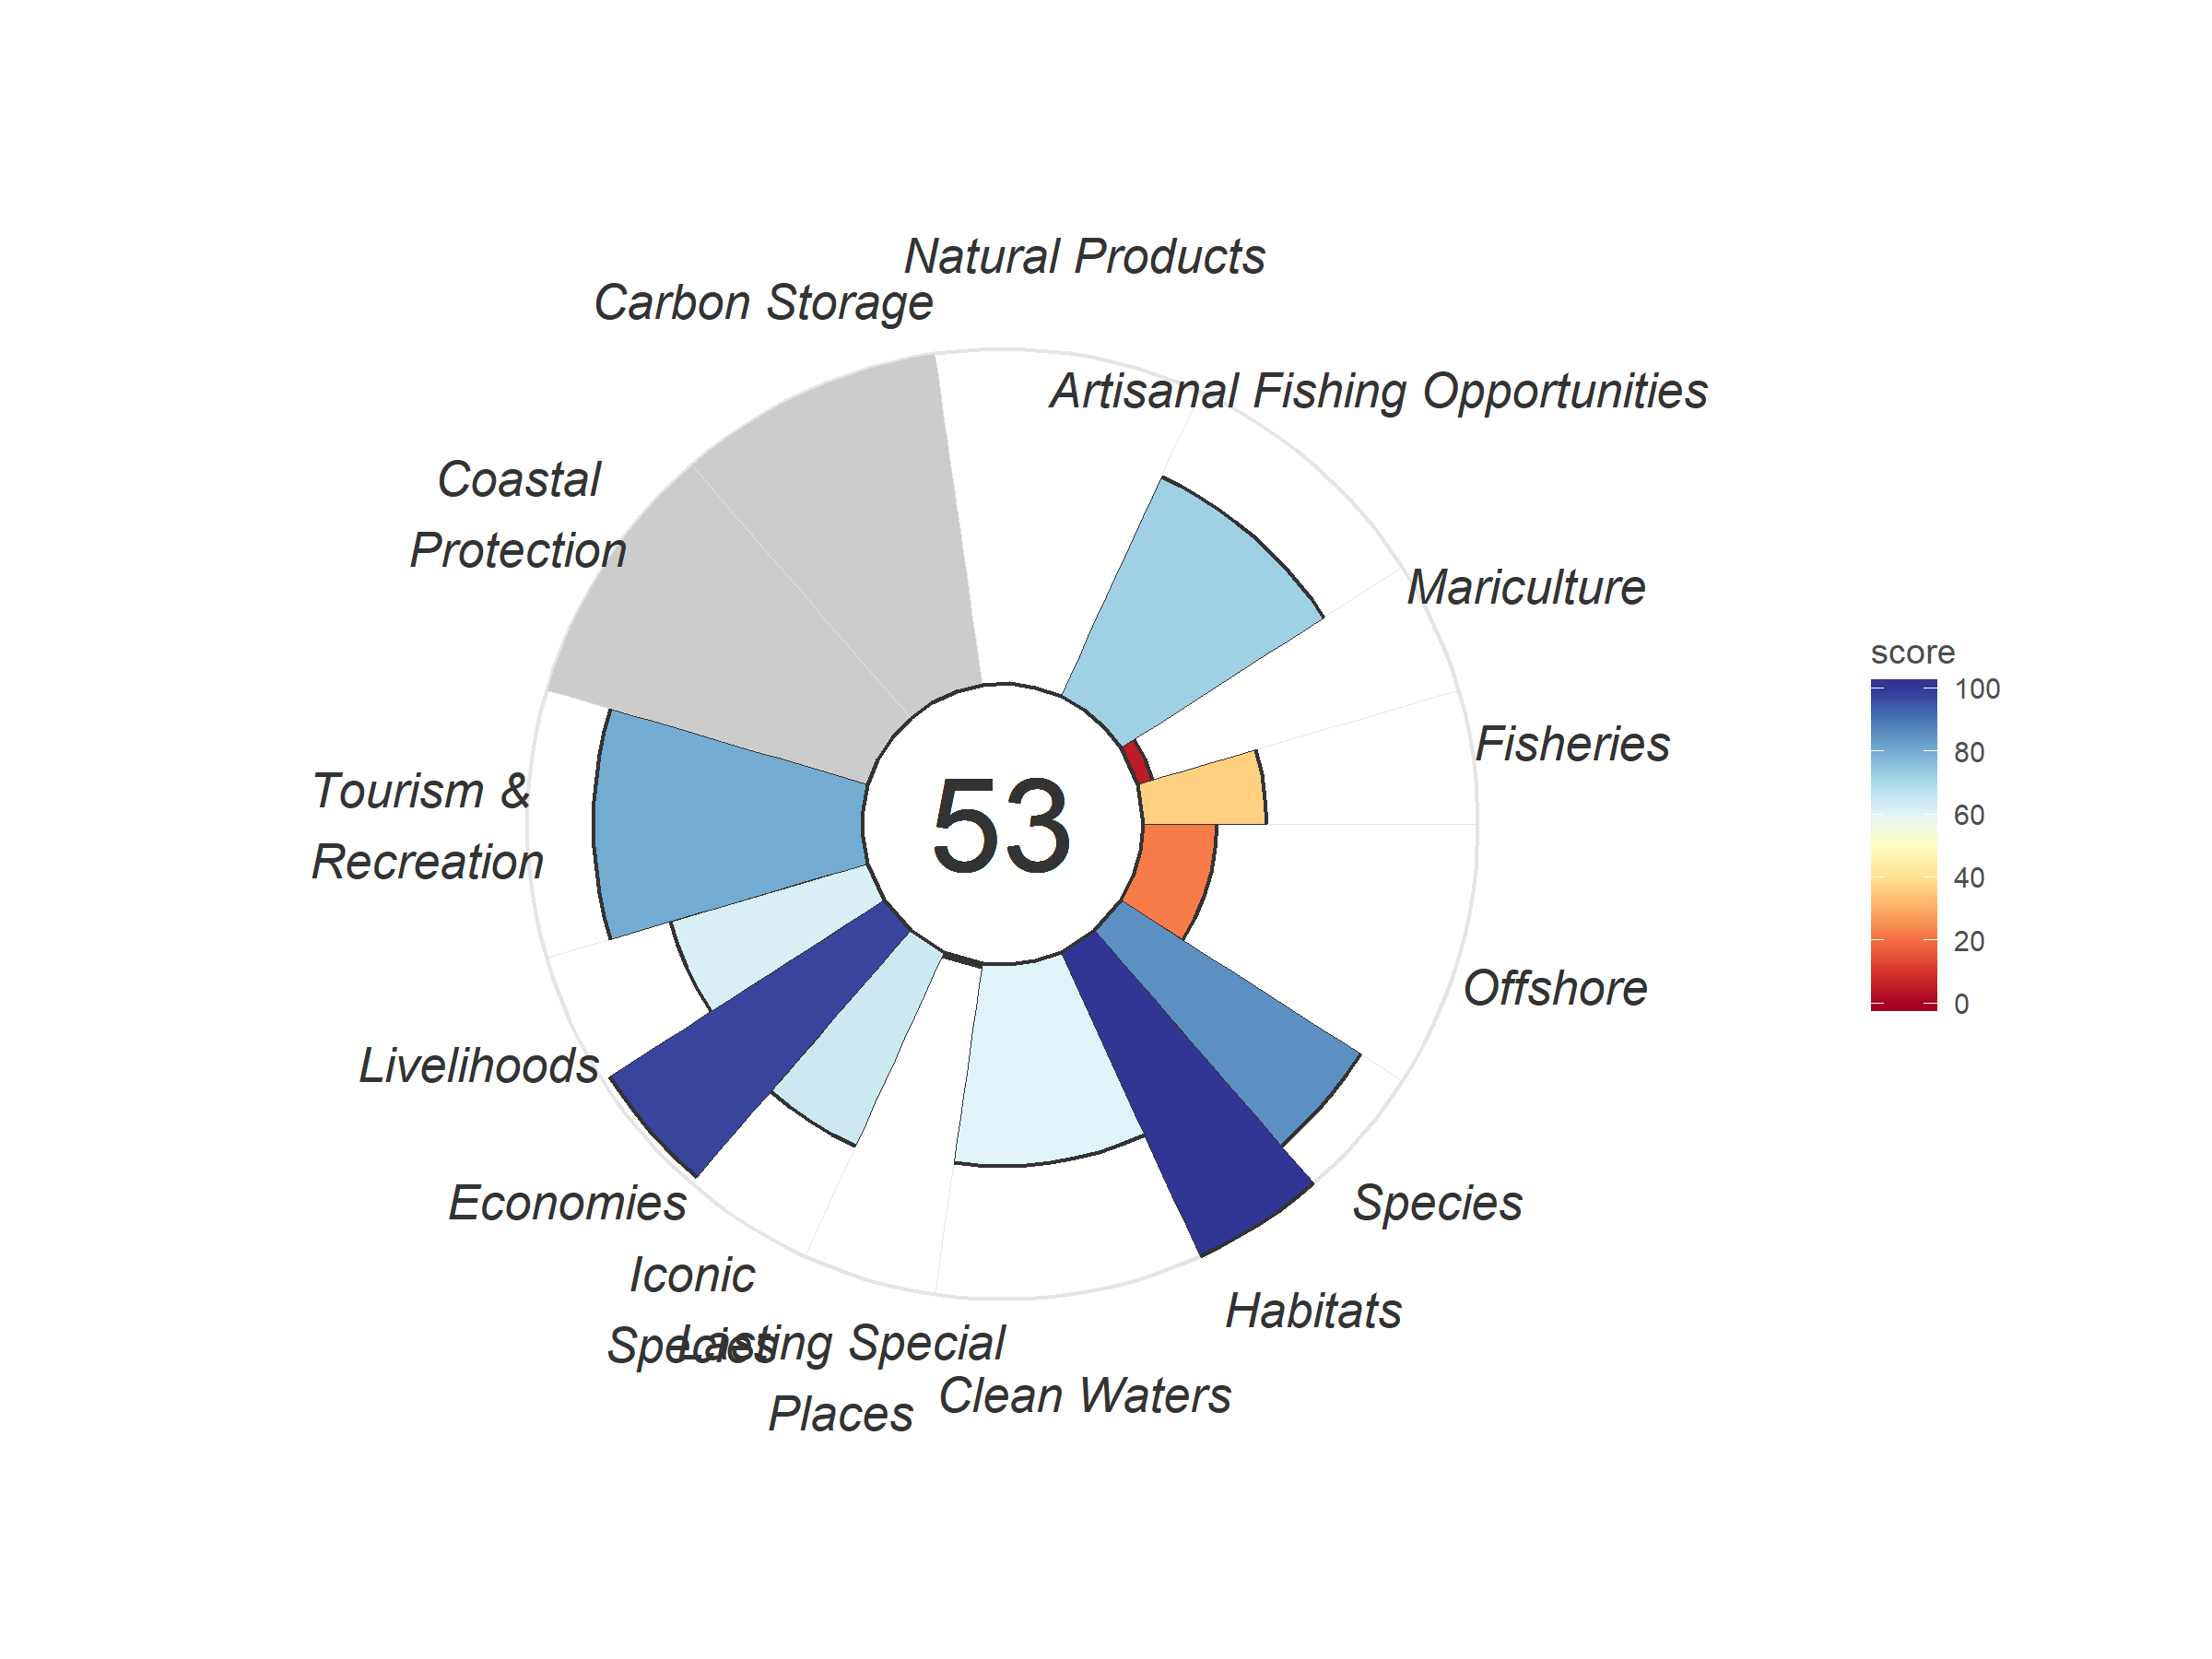 Natural Products
Carbon Storage
Artisanal Fishing Opportunities
Coastal
Protection
Mariculture
Fisheries
Tourism &
Recreation
53
Offshore
Livelihoods
Economies
Species
Iconic
Species
Lasting Special
Places
Habitats
Clean Waters
score
100
80
60
40
20
0